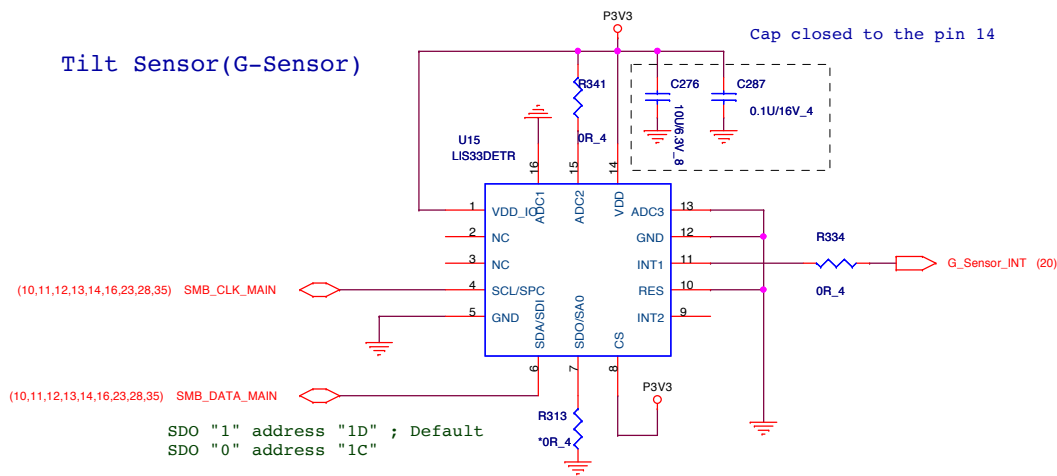 P3V3
Cap closed to the pin 14
Tilt Sensor(G-Sensor)
R341
C276
C287
10U/6.3V_8
0.1U/16V_4
0R_4
U15
LIS33DETR
16
15
14
ADC1
ADC2
VDD
1
VDD_IO
ADC3
13
2
NC
GND
12
R334
3
NC
INT1
11
G_Sensor_INT (20)
(10,11,12,13,14,16,23,28,35) SMB_CLK_MAIN
4
SCL/SPC
RES
10
0R_4
5
GND
INT2
9
SDA/SDI
SDO/SA0
CS
6
7
8
P3V3
(10,11,12,13,14,16,23,28,35) SMB_DATA_MAIN
R313
*0R_4
SDO "1" address "1D" ; Default
SDO "0" address "1C"